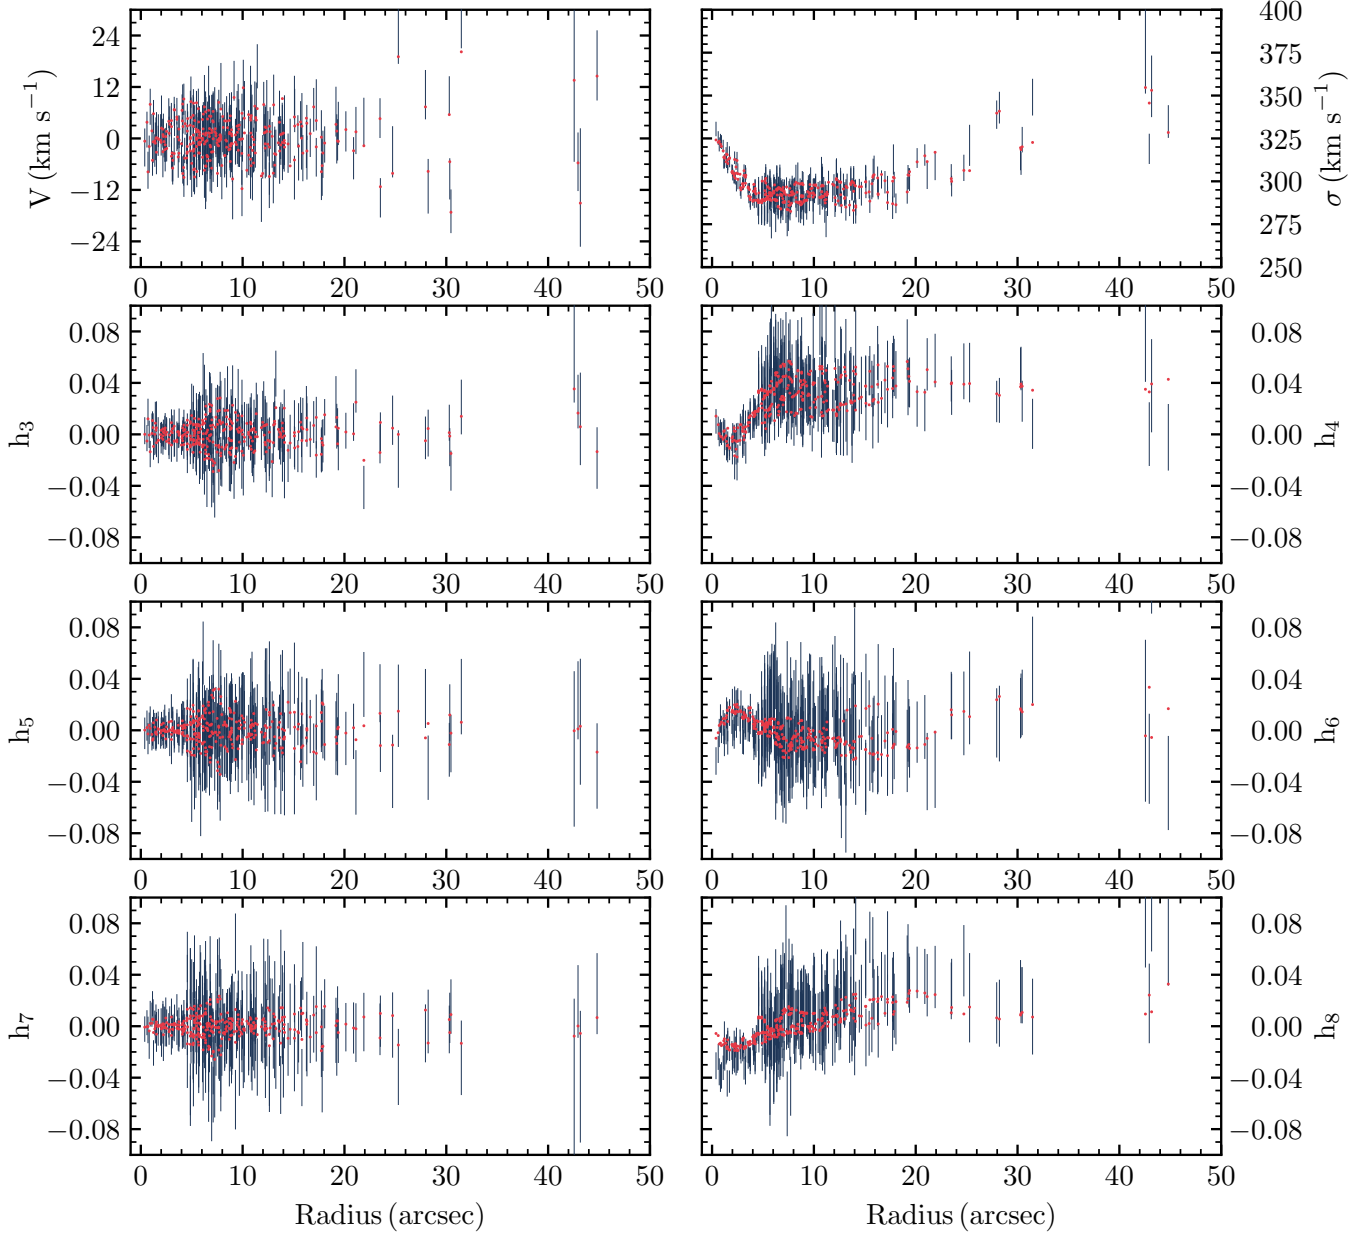 24 12 0 −12 −24 V (km s⁻¹)
400 375 350 325 300 275 250 σ (km s⁻¹)
0 10 20 30 40 50
0 10 20 30 40 50
0.08 0.04 0.00 −0.04 −0.08 h₃
0.08 0.04 0.00 −0.04 −0.08 h₄
0 10 20 30 40 50
0 10 20 30 40 50
0.08 0.04 0.00 −0.04 −0.08 h₅
0.08 0.04 0.00 −0.04 −0.08 h₆
0 10 20 30 40 50
0 10 20 30 40 50
0.08 0.04 0.00 −0.04 −0.08 h₇
0.08 0.04 0.00 −0.04 −0.08 h₈
0 10 20 30 40 50
0 10 20 30 40 50
Radius (arcsec)
Radius (arcsec)